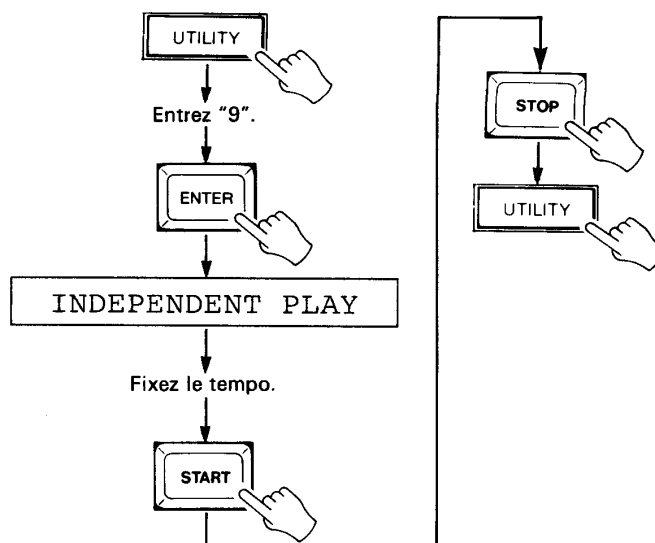 UTILITY
Entrez "9".
ENTER
INDEPENDENT PLAY
Fixez le tempo.
START
STOP
UTILITY